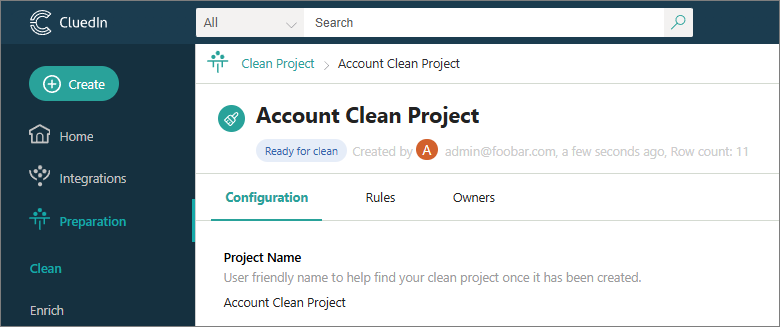 CluedIn
All
Search
Create
Home
Integrations
Preparation
Clean
Enrich
Clean Project > Account Clean Project
Account Clean Project
Ready for clean Created by A admin@foobar.com, a few seconds ago, Row count: 11
Configuration Rules Owners
Project Name
User friendly name to help find your clean project once it has been created.
Account Clean Project